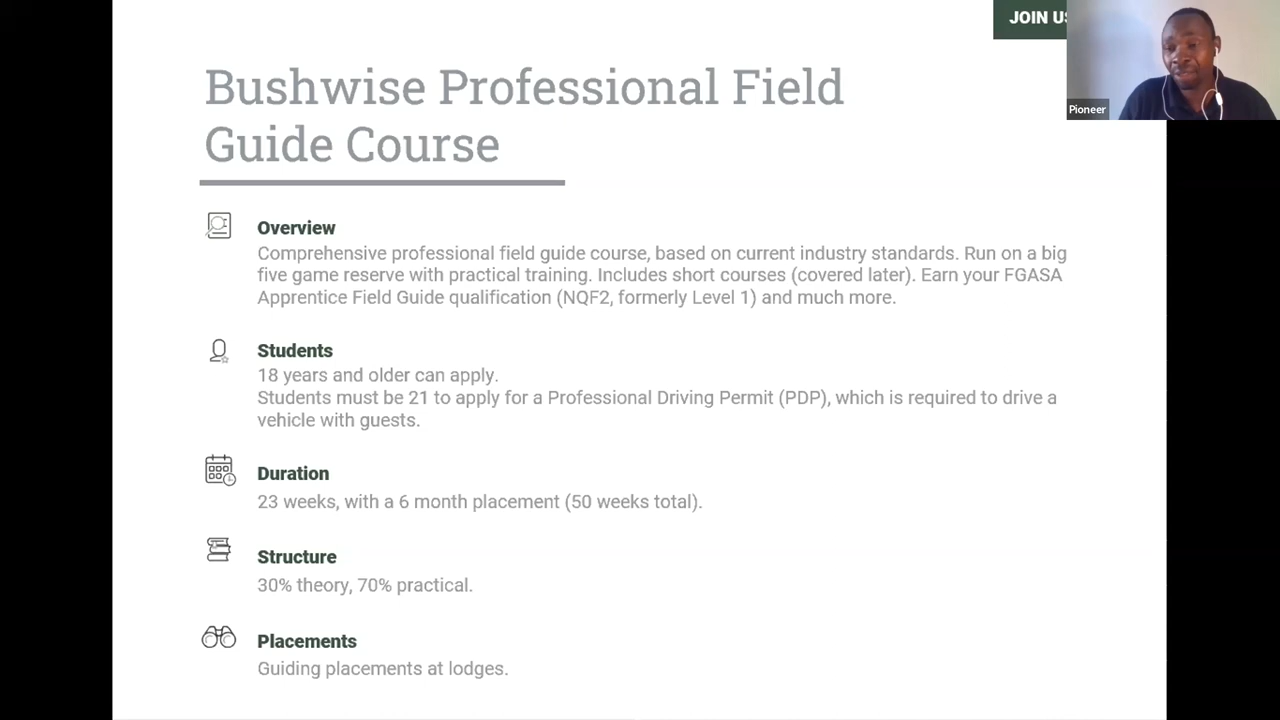 JOIN US
Pioneer
Bushwise Professional Field
Guide Course
Overview
Comprehensive professional field guide course, based on current industry standards. Run on a big
five game reserve with practical training. Includes short courses (covered later). Earn your FGASA
Apprentice Field Guide qualification (NQF2, formerly Level 1) and much more.
Students
18 years and older can apply.
Students must be 21 to apply for a Professional Driving Permit (PDP), which is required to drive a
vehicle with guests.
Duration
23 weeks, with a 6 month placement (50 weeks total).
Structure
30% theory, 70% practical.
Placements
Guiding placements at lodges.